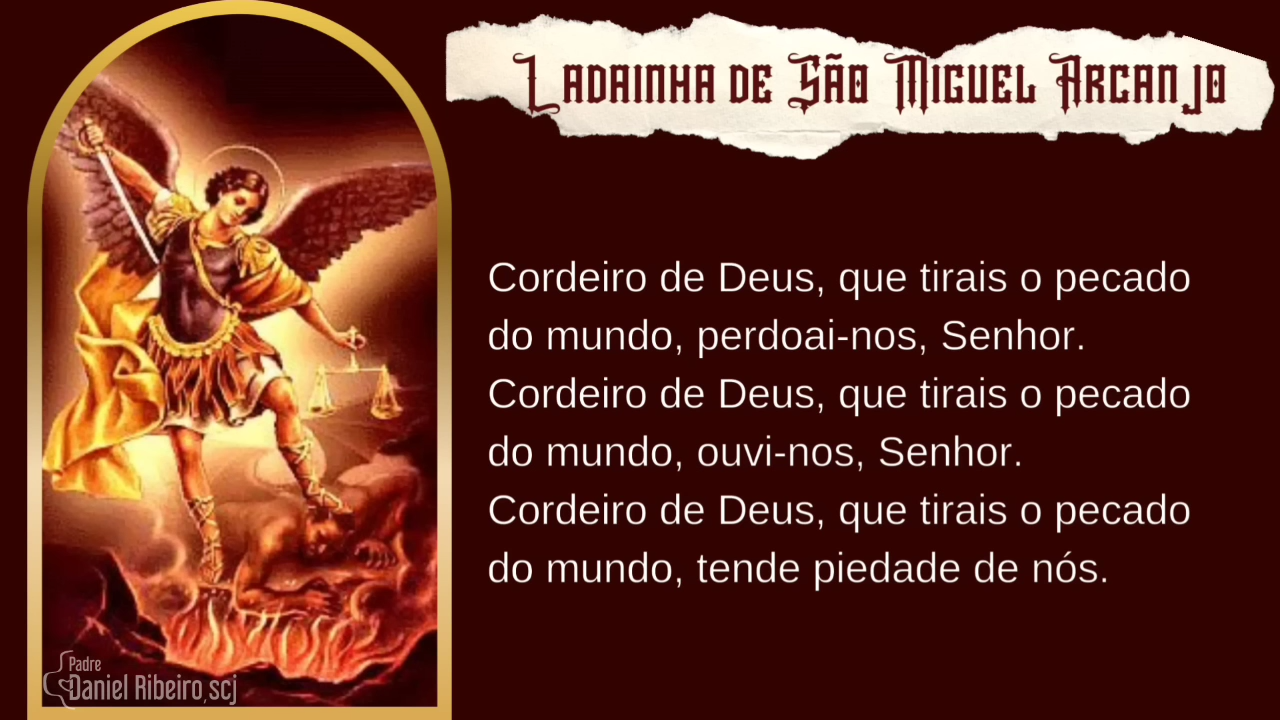 Ladainha de São Miguel Arcanjo
Cordeiro de Deus, que tirais o pecado
do mundo, perdoai-nos, Senhor.
Cordeiro de Deus, que tirais o pecado
do mundo, ouvi-nos, Senhor.
Cordeiro de Deus, que tirais o pecado
do mundo, tende piedade de nós.
Padre
Daniel Ribeiro, scj